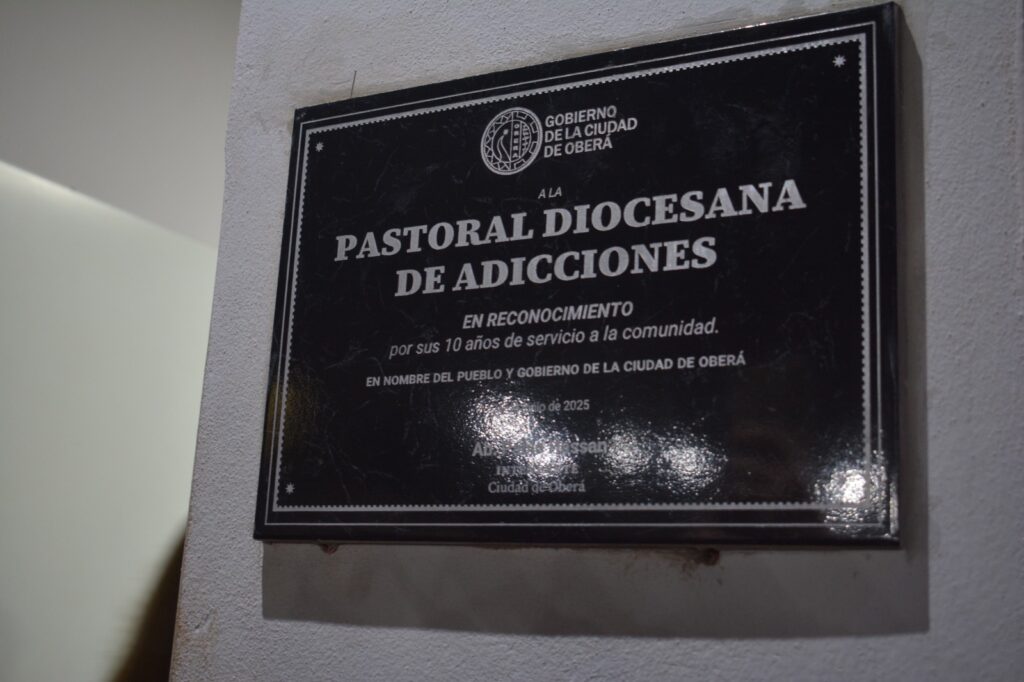 GOBIERNO
DE LA CIUDAD
DE OBERÁ
A LA
PASTORAL DIOCESANA
DE ADICCIONES
EN RECONOCIMIENTO
por sus 10 años de servicio a la comunidad.
EN NOMBRE DEL PUEBLO Y GOBIERNO DE LA CIUDAD DE OBERÁ
de 2025
Ciudad de Oberá